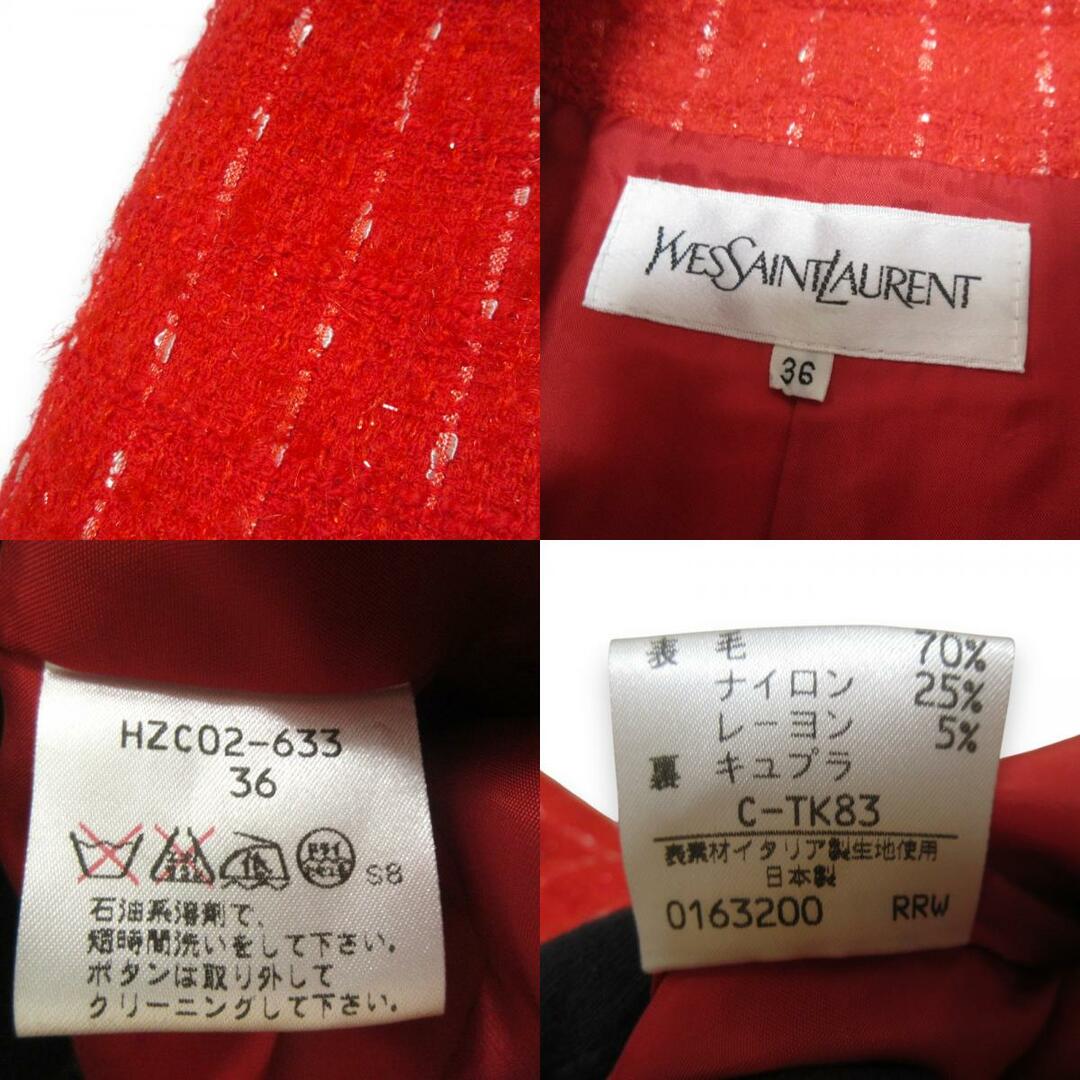 YVESSAINTLAURENT
36
HZC02-633
36
S8
石油系溶剤で、
短時間洗いをして下さい。
ボタンは取り外して
クリーニングして下さい。
表 毛 70%
ナイロン 25%
レーヨン 5%
裏 キュプラ
C-TK83
表素材イタリア製生地使用
日本製
0163200 RRW